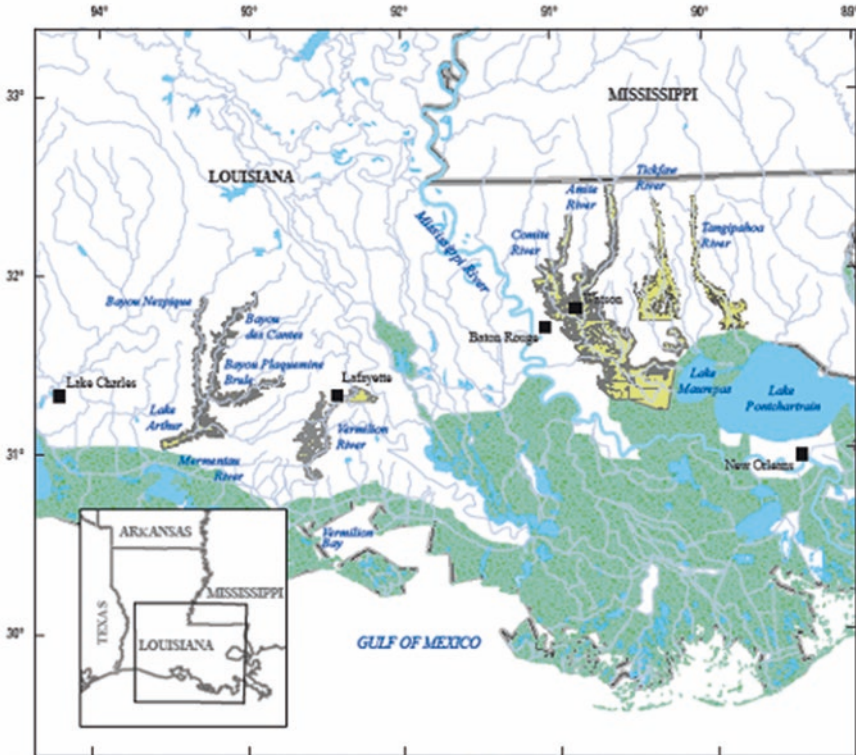 94° 93° 92° 91° 90° 89°
33°
MISSISSIPPI
LOUISIANA
Tickfaw
River
Amite
River
Mississippi River
Comite
River
Tangipahoa
River
32°
Bayou Nezpique
Bayou
des Cannes
Baton Rouge
Bayou Plaquemine
Brule
Lake Charles
Lafayette
Lake
Maurepas
Lake
Pontchartrain
Lake
Arthur
Vermilion
River
31°
Mermentau
River
New Orleans
Vermilion
Bay
ARKANSAS
MISSISSIPPI
TEXAS
LOUISIANA
30°
GULF OF MEXICO